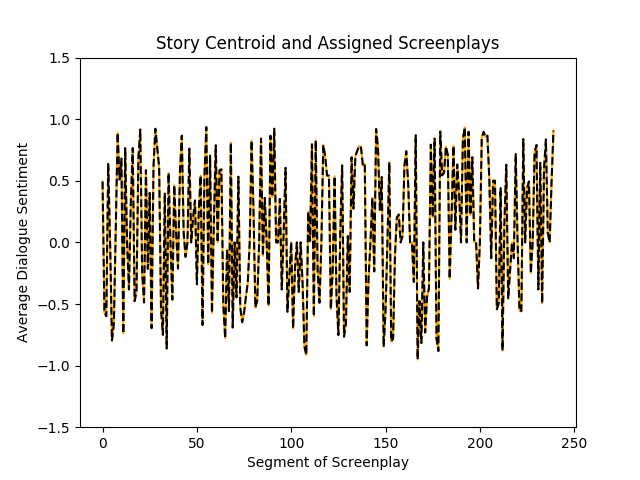 Story Centroid and Assigned Screenplays
1.5
1.0
0.5
0.0
−0.5
−1.0
−1.5
Average Dialogue Sentiment
0 50 100 150 200 250
Segment of Screenplay